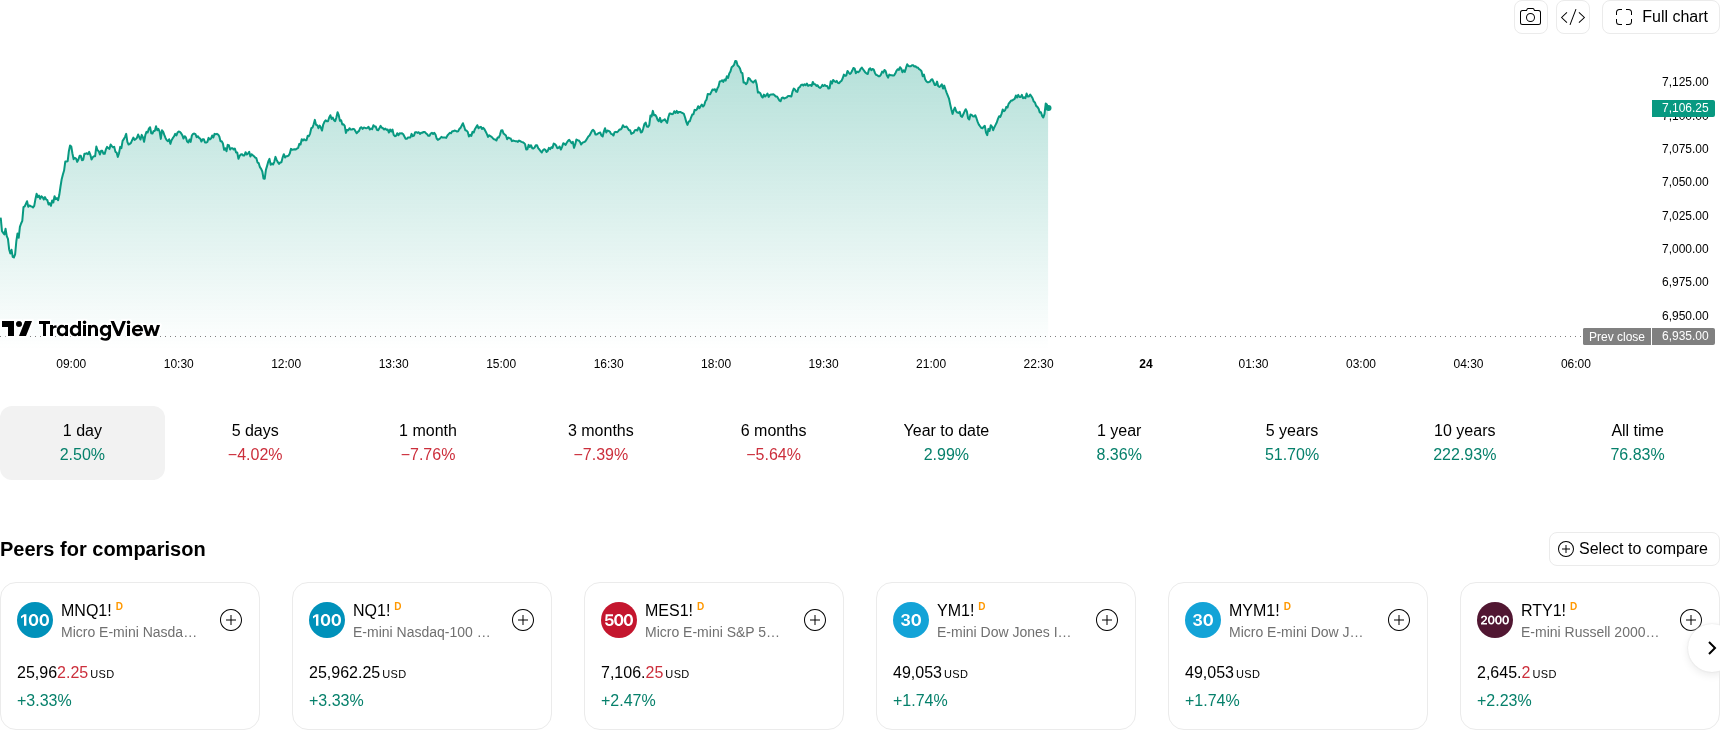 Full chart
7,125.00
7,106.25
7,100.00
7,075.00
7,050.00
7,025.00
7,000.00
6,975.00
6,950.00
TradingView
Prev close 6,935.00
09:00 10:30 12:00 13:30 15:00 16:30 18:00 19:30 21:00 22:30 24 01:30 03:00 04:30 06:00
1 day 5 days 1 month 3 months 6 months Year to date 1 year 5 years 10 years All time
2.50% −4.02% −7.76% −7.39% −5.64% 2.99% 8.36% 51.70% 222.93% 76.83%
Peers for comparison
Select to compare
100 MNQ1! D
Micro E-mini Nasda…
25,962.25 USD
+3.33%
100 NQ1! D
E-mini Nasdaq-100 …
25,962.25 USD
+3.33%
500 MES1! D
Micro E-mini S&P 5…
7,106.25 USD
+2.47%
30 YM1! D
E-mini Dow Jones I…
49,053 USD
+1.74%
30 MYM1! D
Micro E-mini Dow J…
49,053 USD
+1.74%
2000 RTY1! D
E-mini Russell 2000…
2,645.2 USD
+2.23%